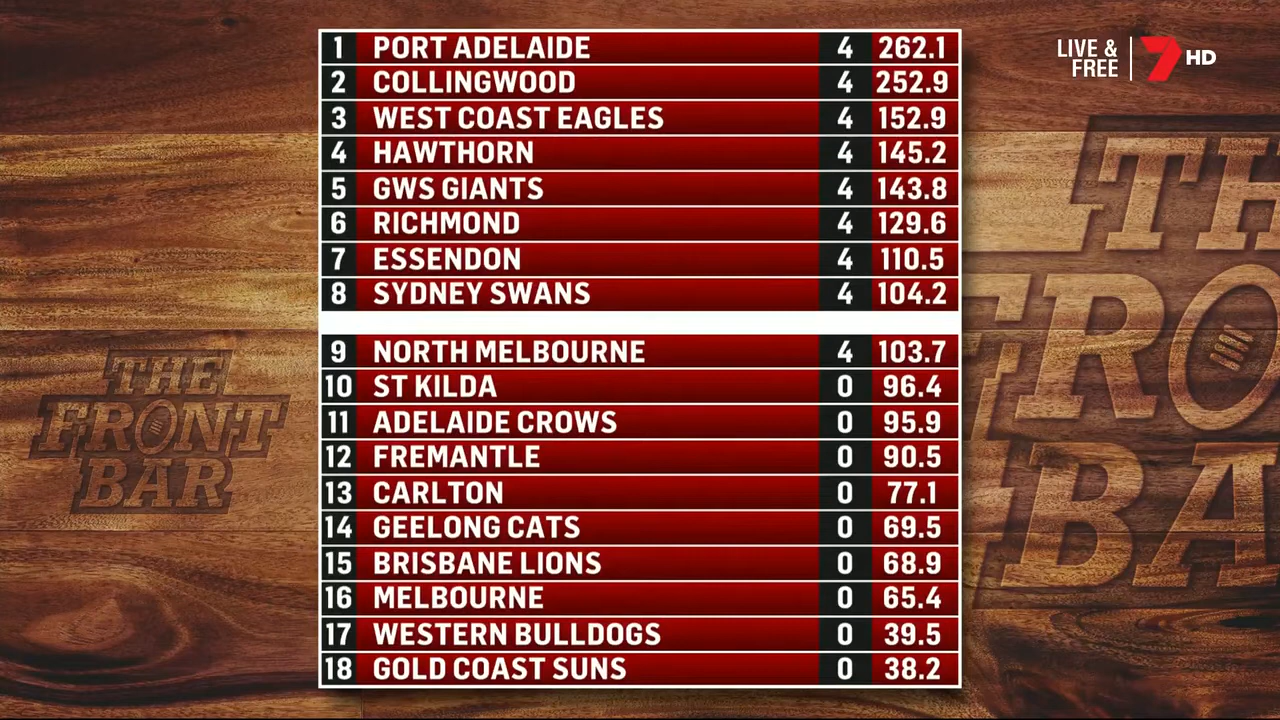 LIVE &
FREE
7 HD
1 PORT ADELAIDE 4 262.1
2 COLLINGWOOD 4 252.9
3 WEST COAST EAGLES 4 152.9
4 HAWTHORN 4 145.2
5 GWS GIANTS 4 143.8
6 RICHMOND 4 129.6
7 ESSENDON 4 110.5
8 SYDNEY SWANS 4 104.2
9 NORTH MELBOURNE 4 103.7
10 ST KILDA 0 96.4
11 ADELAIDE CROWS 0 95.9
12 FREMANTLE 0 90.5
13 CARLTON 0 77.1
14 GEELONG CATS 0 69.5
15 BRISBANE LIONS 0 68.9
16 MELBOURNE 0 65.4
17 WESTERN BULLDOGS 0 39.5
18 GOLD COAST SUNS 0 38.2
THE
FRONT
BAR
TH
FRO
BA